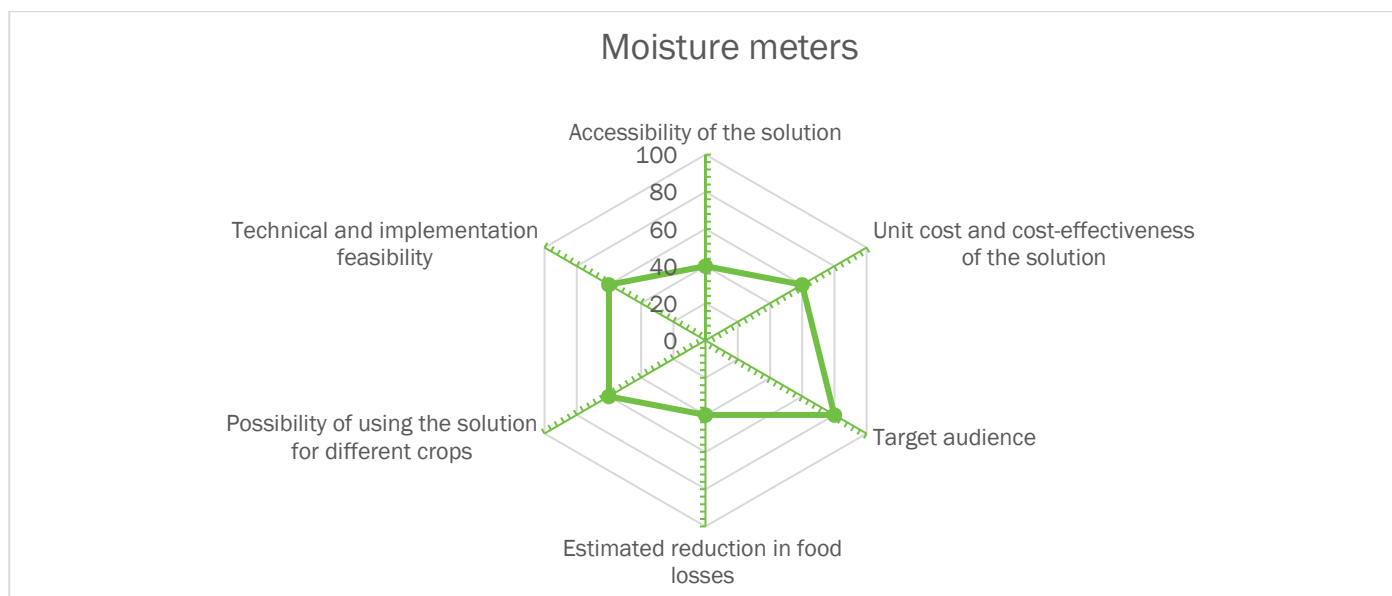 Moisture meters
Accessibility of the solution
100
80
60
40
20
0
Unit cost and cost-effectiveness
of the solution
Target audience
Estimated reduction in food
losses
Possibility of using the solution
for different crops
Technical and implementation
feasibility